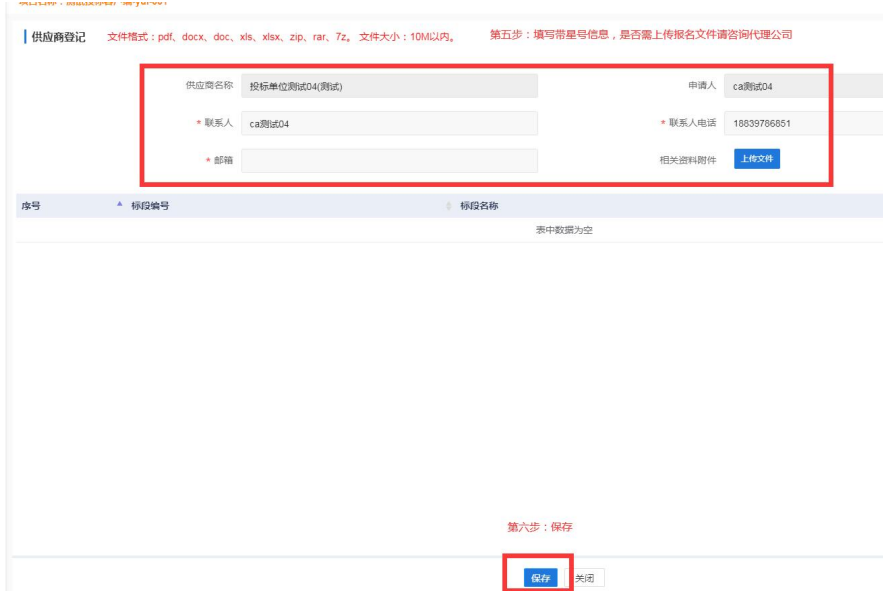 供应商登记 文件格式：pdf、docx、doc、xls、xlsx、zip、rar、7z。 文件大小：10M以内。 第五步：填写带星号信息，是否需上传报名文件请咨询代理公司
供应商名称 投标单位测试04(测试) 申请人 ca测试04
* 联系人 ca测试04 * 联系人电话 18839786851
* 邮箱 相关资料附件 上传文件
序号 标段编号 标段名称
表中数据为空
第六步：保存
保存 关闭